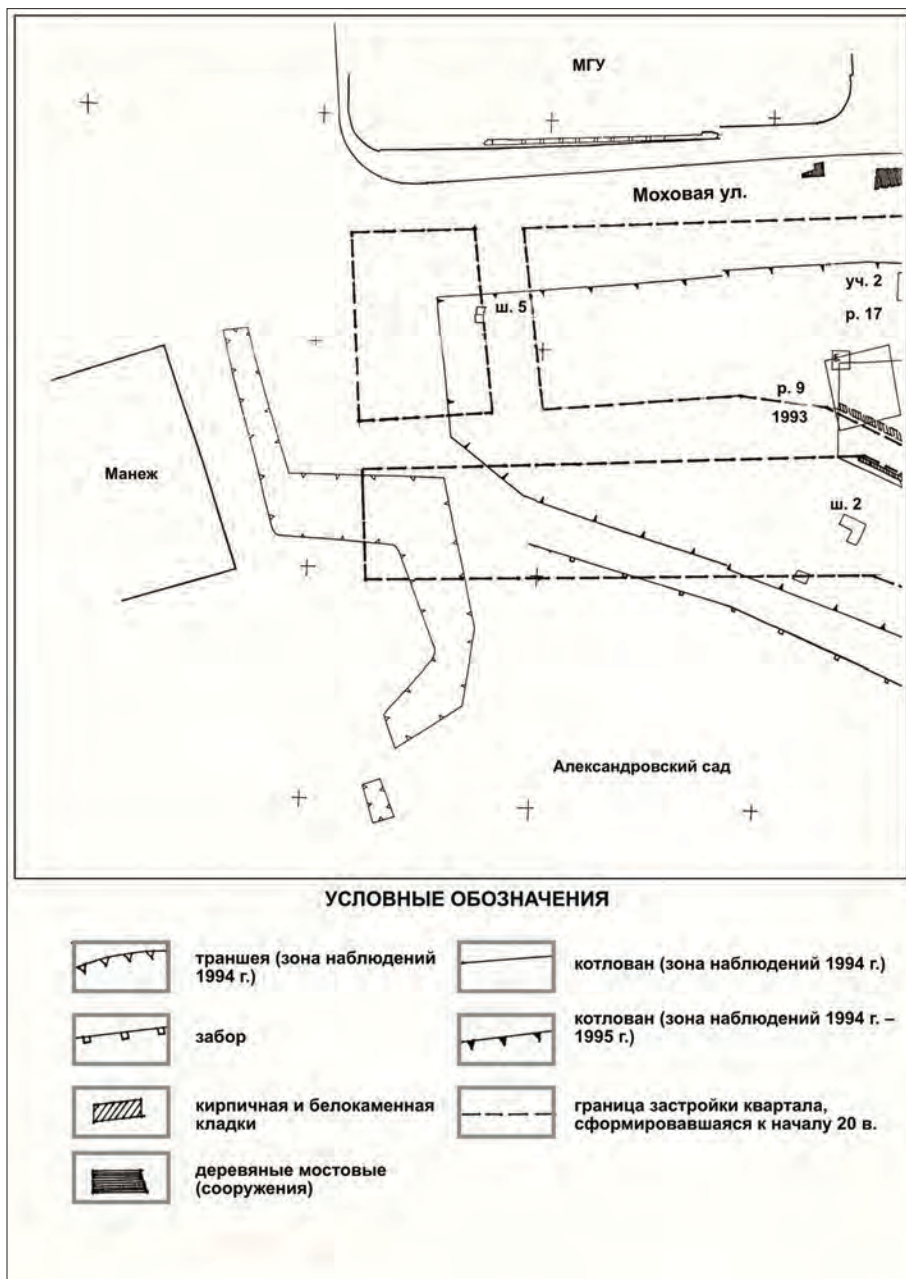 МГУ
Моховая ул.
ш. 5
уч. 2
р. 17
р. 9
1993
Манеж
ш. 2
Александровский сад
УСЛОВНЫЕ ОБОЗНАЧЕНИЯ
траншея (зона наблюдений
1994 г.)
забор
кирпичная и белокаменная
кладки
деревяные мостовые
(сооружения)
котлован (зона наблюдений 1994 г.)
котлован (зона наблюдений 1994 г. –
1995 г.)
граница застройки квартала,
сформировавшаяся к началу 20 в.